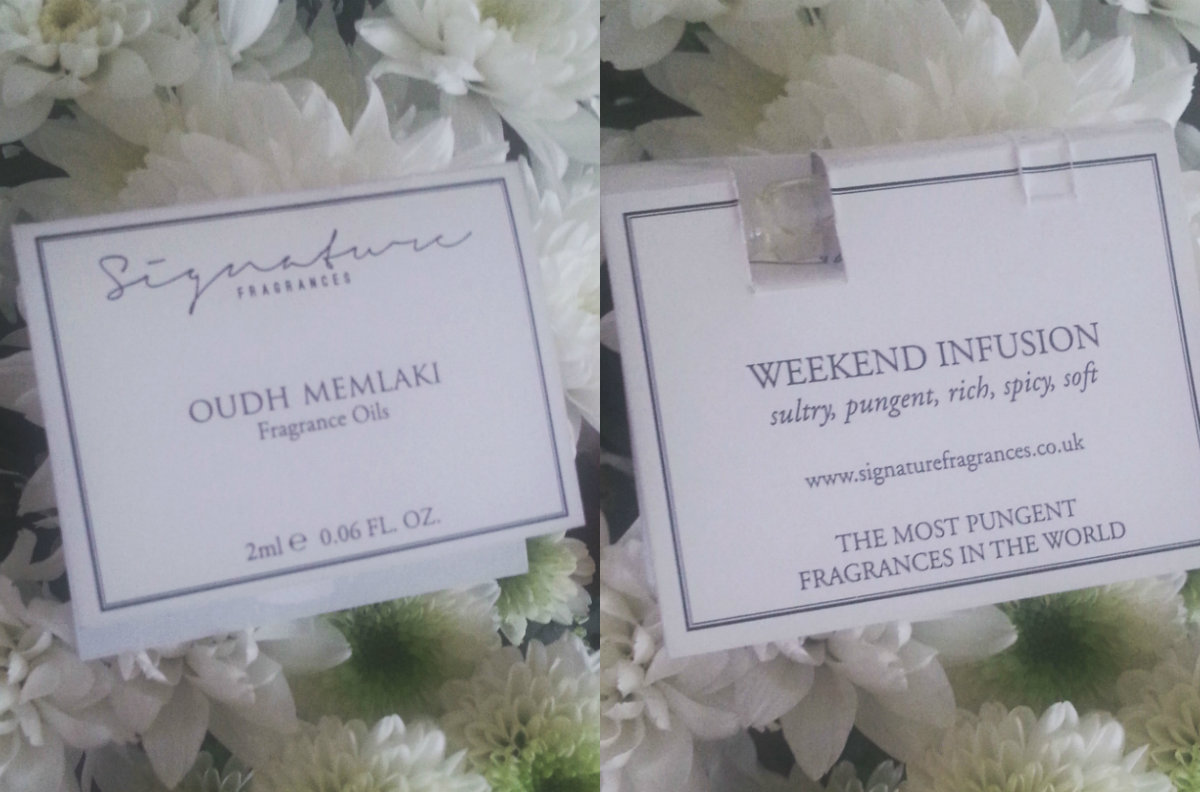 Signature
FRAGRANCES
OUDH MEMLAKI
Fragrance Oils
2ml ℮ 0.06 FL. OZ.
WEEKEND INFUSION
sultry, pungent, rich, spicy, soft
www.signaturefragrances.co.uk
THE MOST PUNGENT
FRAGRANCES IN THE WORLD